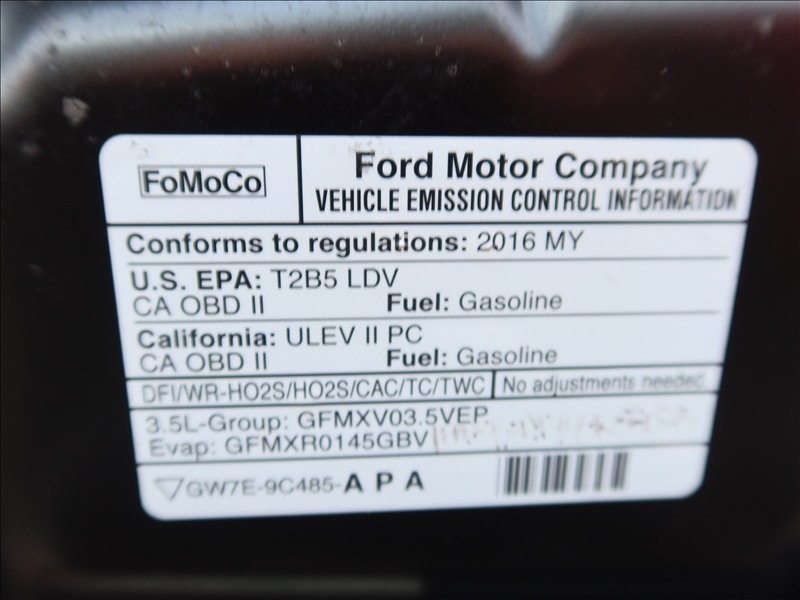 FoMoCo
Ford Motor Company
VEHICLE EMISSION CONTROL INFORMATION
Conforms to regulations: 2016 MY
U.S. EPA: T2B5 LDV
CA OBD II Fuel: Gasoline
California: ULEV II PC
CA OBD II Fuel: Gasoline
DFI/WR-HO2S/HO2S/CAC/TC/TWC No adjustments needed.
3.5L-Group: GFMXV03.5VEP
Evap: GFMXR0145GBV
GW7E-9C485-A P A